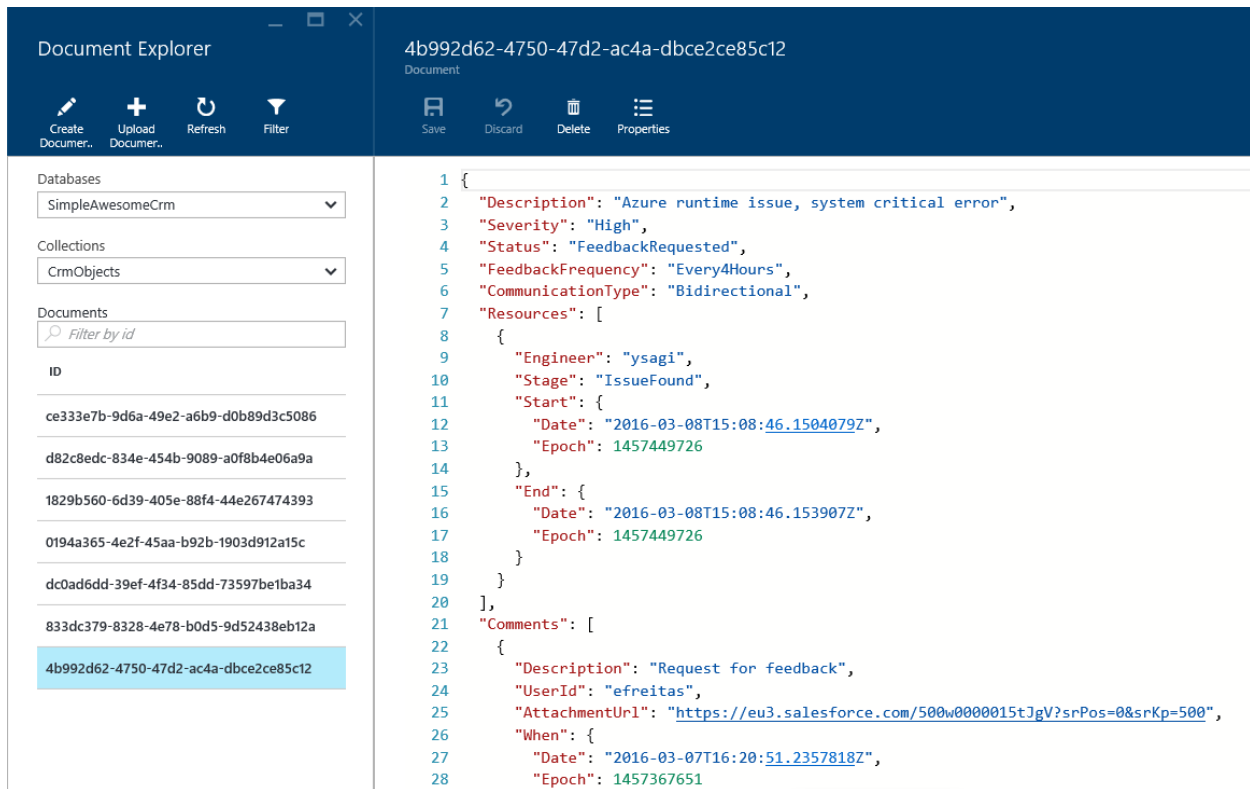 Document Explorer
Create Documer..
Upload Documer..
Refresh
Filter
Databases
SimpleAwesomeCrm
Collections
CrmObjects
Documents
Filter by id
ID
ce333e7b-9d6a-49e2-a6b9-d0b89d3c5086
d82c8edc-834e-454b-9089-a0f8b4e06a9a
1829b560-6d39-405e-88f4-44e267474393
0194a365-4e2f-45aa-b92b-1903d912a15c
dc0ad6dd-39ef-4f34-85dd-73597be1ba34
833dc379-8328-4e78-b0d5-9d52438eb12a
4b992d62-4750-47d2-ac4a-dbce2ce85c12
4b992d62-4750-47d2-ac4a-dbce2ce85c12
Document
Save
Discard
Delete
Properties
1 {
2 "Description": "Azure runtime issue, system critical error",
3 "Severity": "High",
4 "Status": "FeedbackRequested",
5 "FeedbackFrequency": "Every4Hours",
6 "CommunicationType": "Bidirectional",
7 "Resources": [
8 {
9 "Engineer": "ysagi",
10 "Stage": "IssueFound",
11 "Start": {
12 "Date": "2016-03-08T15:08:46.1504079Z",
13 "Epoch": 1457449726
14 },
15 "End": {
16 "Date": "2016-03-08T15:08:46.153907Z",
17 "Epoch": 1457449726
18 }
19 }
20 ],
21 "Comments": [
22 {
23 "Description": "Request for feedback",
24 "UserId": "efreitas",
25 "AttachmentUrl": "https://eu3.salesforce.com/500w0000015tJgV?srPos=0&srKp=500",
26 "When": {
27 "Date": "2016-03-07T16:20:51.2357818Z",
28 "Epoch": 1457367651